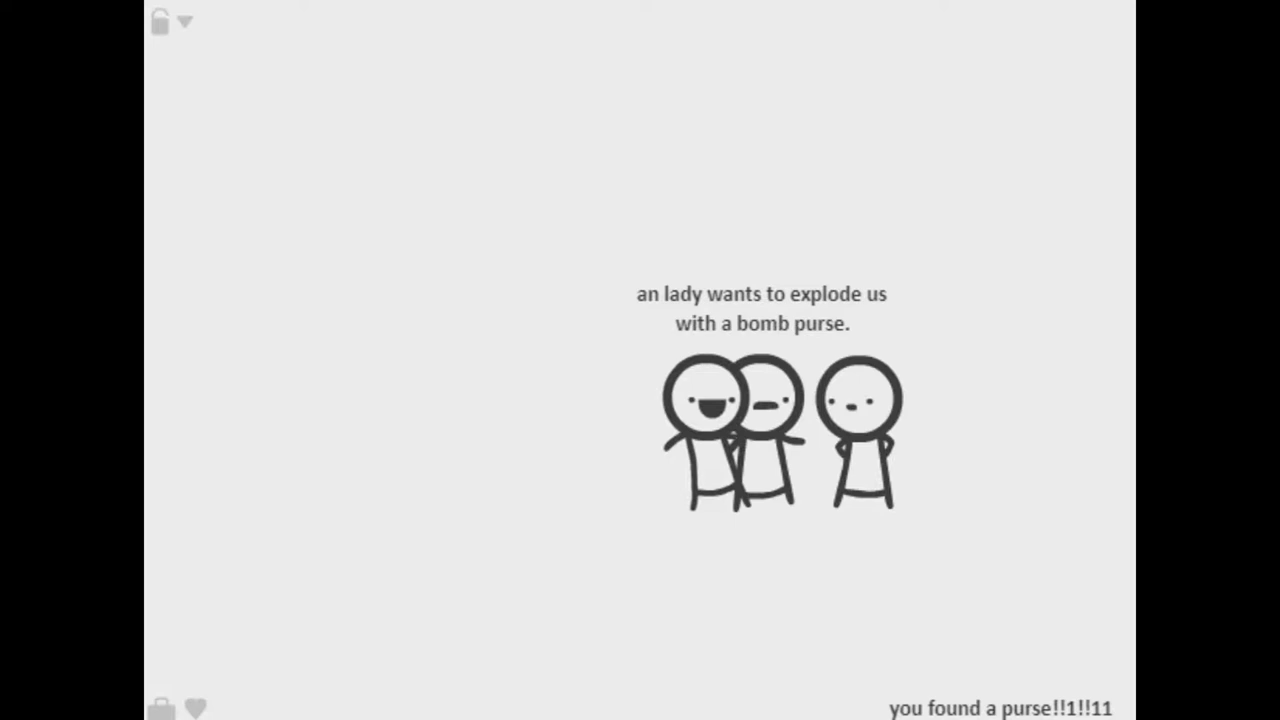 an lady wants to explode us
with a bomb purse.
you found a purse!!1!!11